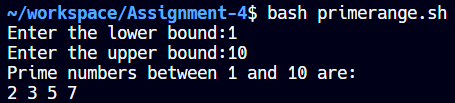 ~/workspace/Assignment-4$ bash primerange.sh
Enter the lower bound:1
Enter the upper bound:10
Prime numbers between 1 and 10 are:
2 3 5 7